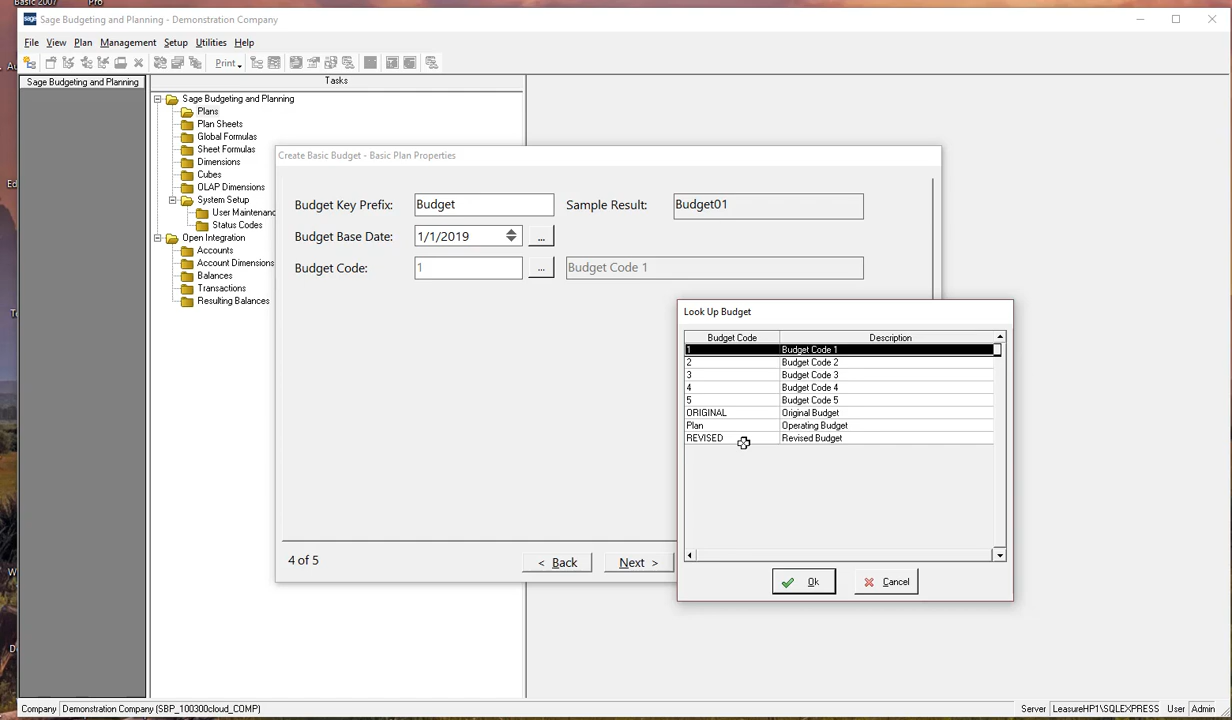 Basic 2007 Pro
sage Sage Budgeting and Planning - Demonstration Company
File View Plan Management Setup Utilities Help
Print
Sage Budgeting and Planning
Tasks
Sage Budgeting and Planning
Plans
Plan Sheets
Global Formulas
Sheet Formulas
Dimensions
Cubes
OLAP Dimensions
System Setup
User Maintenanc
Status Codes
Open Integration
Accounts
Account Dimensions
Balances
Transactions
Resulting Balances
Create Basic Budget - Basic Plan Properties
Budget Key Prefix: Budget Sample Result: Budget01
Budget Base Date: 1/1/2019 ...
Budget Code: 1 ... Budget Code 1
4 of 5
< Back
Next >
Look Up Budget
Budget Code Description
1 Budget Code 1
2 Budget Code 2
3 Budget Code 3
4 Budget Code 4
5 Budget Code 5
ORIGINAL Original Budget
Plan Operating Budget
REVISED Revised Budget
Ok Cancel
Company Demonstration Company (SBP_100300cloud_COMP) Server LeasureHP1\SQLEXPRESS User Admin